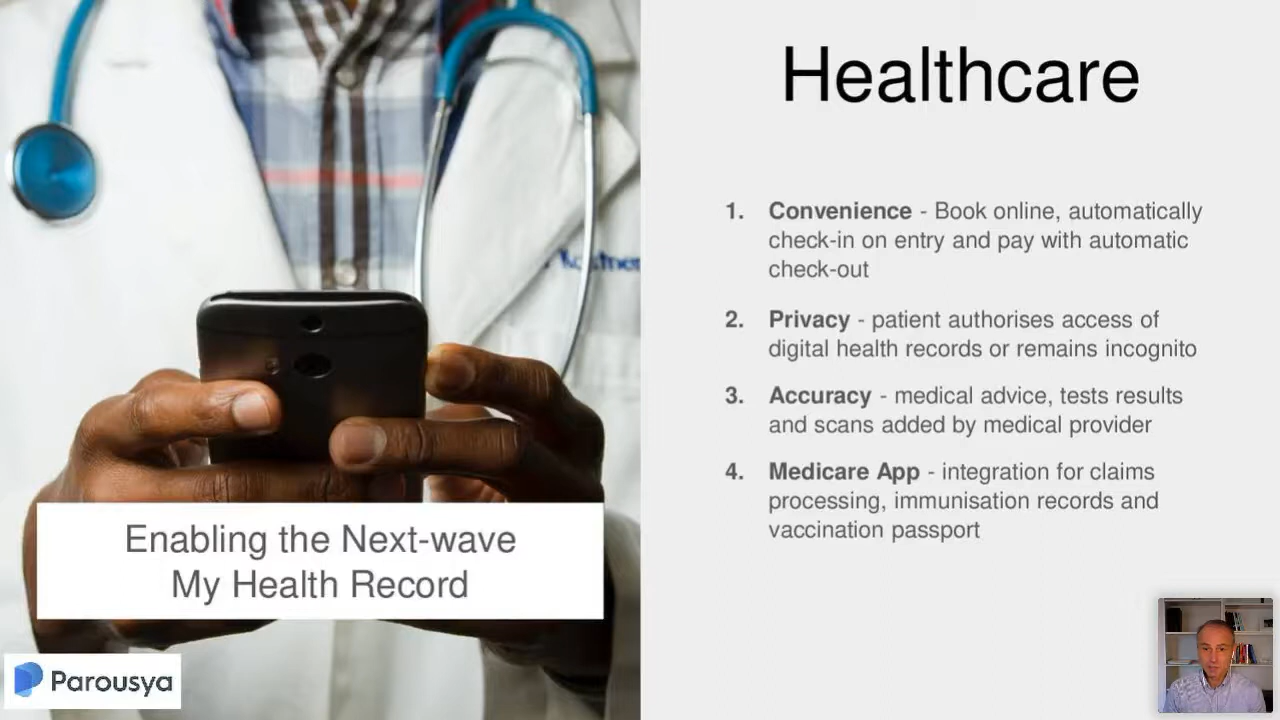 Healthcare
1. Convenience - Book online, automatically
check-in on entry and pay with automatic
check-out
2. Privacy - patient authorises access of
digital health records or remains incognito
3. Accuracy - medical advice, tests results
and scans added by medical provider
4. Medicare App - integration for claims
processing, immunisation records and
vaccination passport
Enabling the Next-wave
My Health Record
Parousya